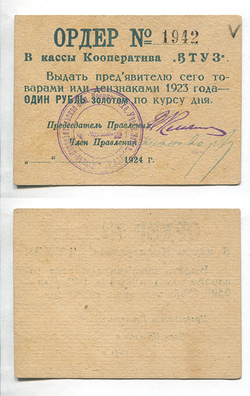 ОРДЕР № 1942
В кассы Кооператива „ВТУЗ“
Выдать пред'явителю сего то-
варами или дензнаками 1923 года—
ОДИН РУБЛЬ золотом по курсу дня.
Председатель Правления
Член Правления
„ “ 1924 г.